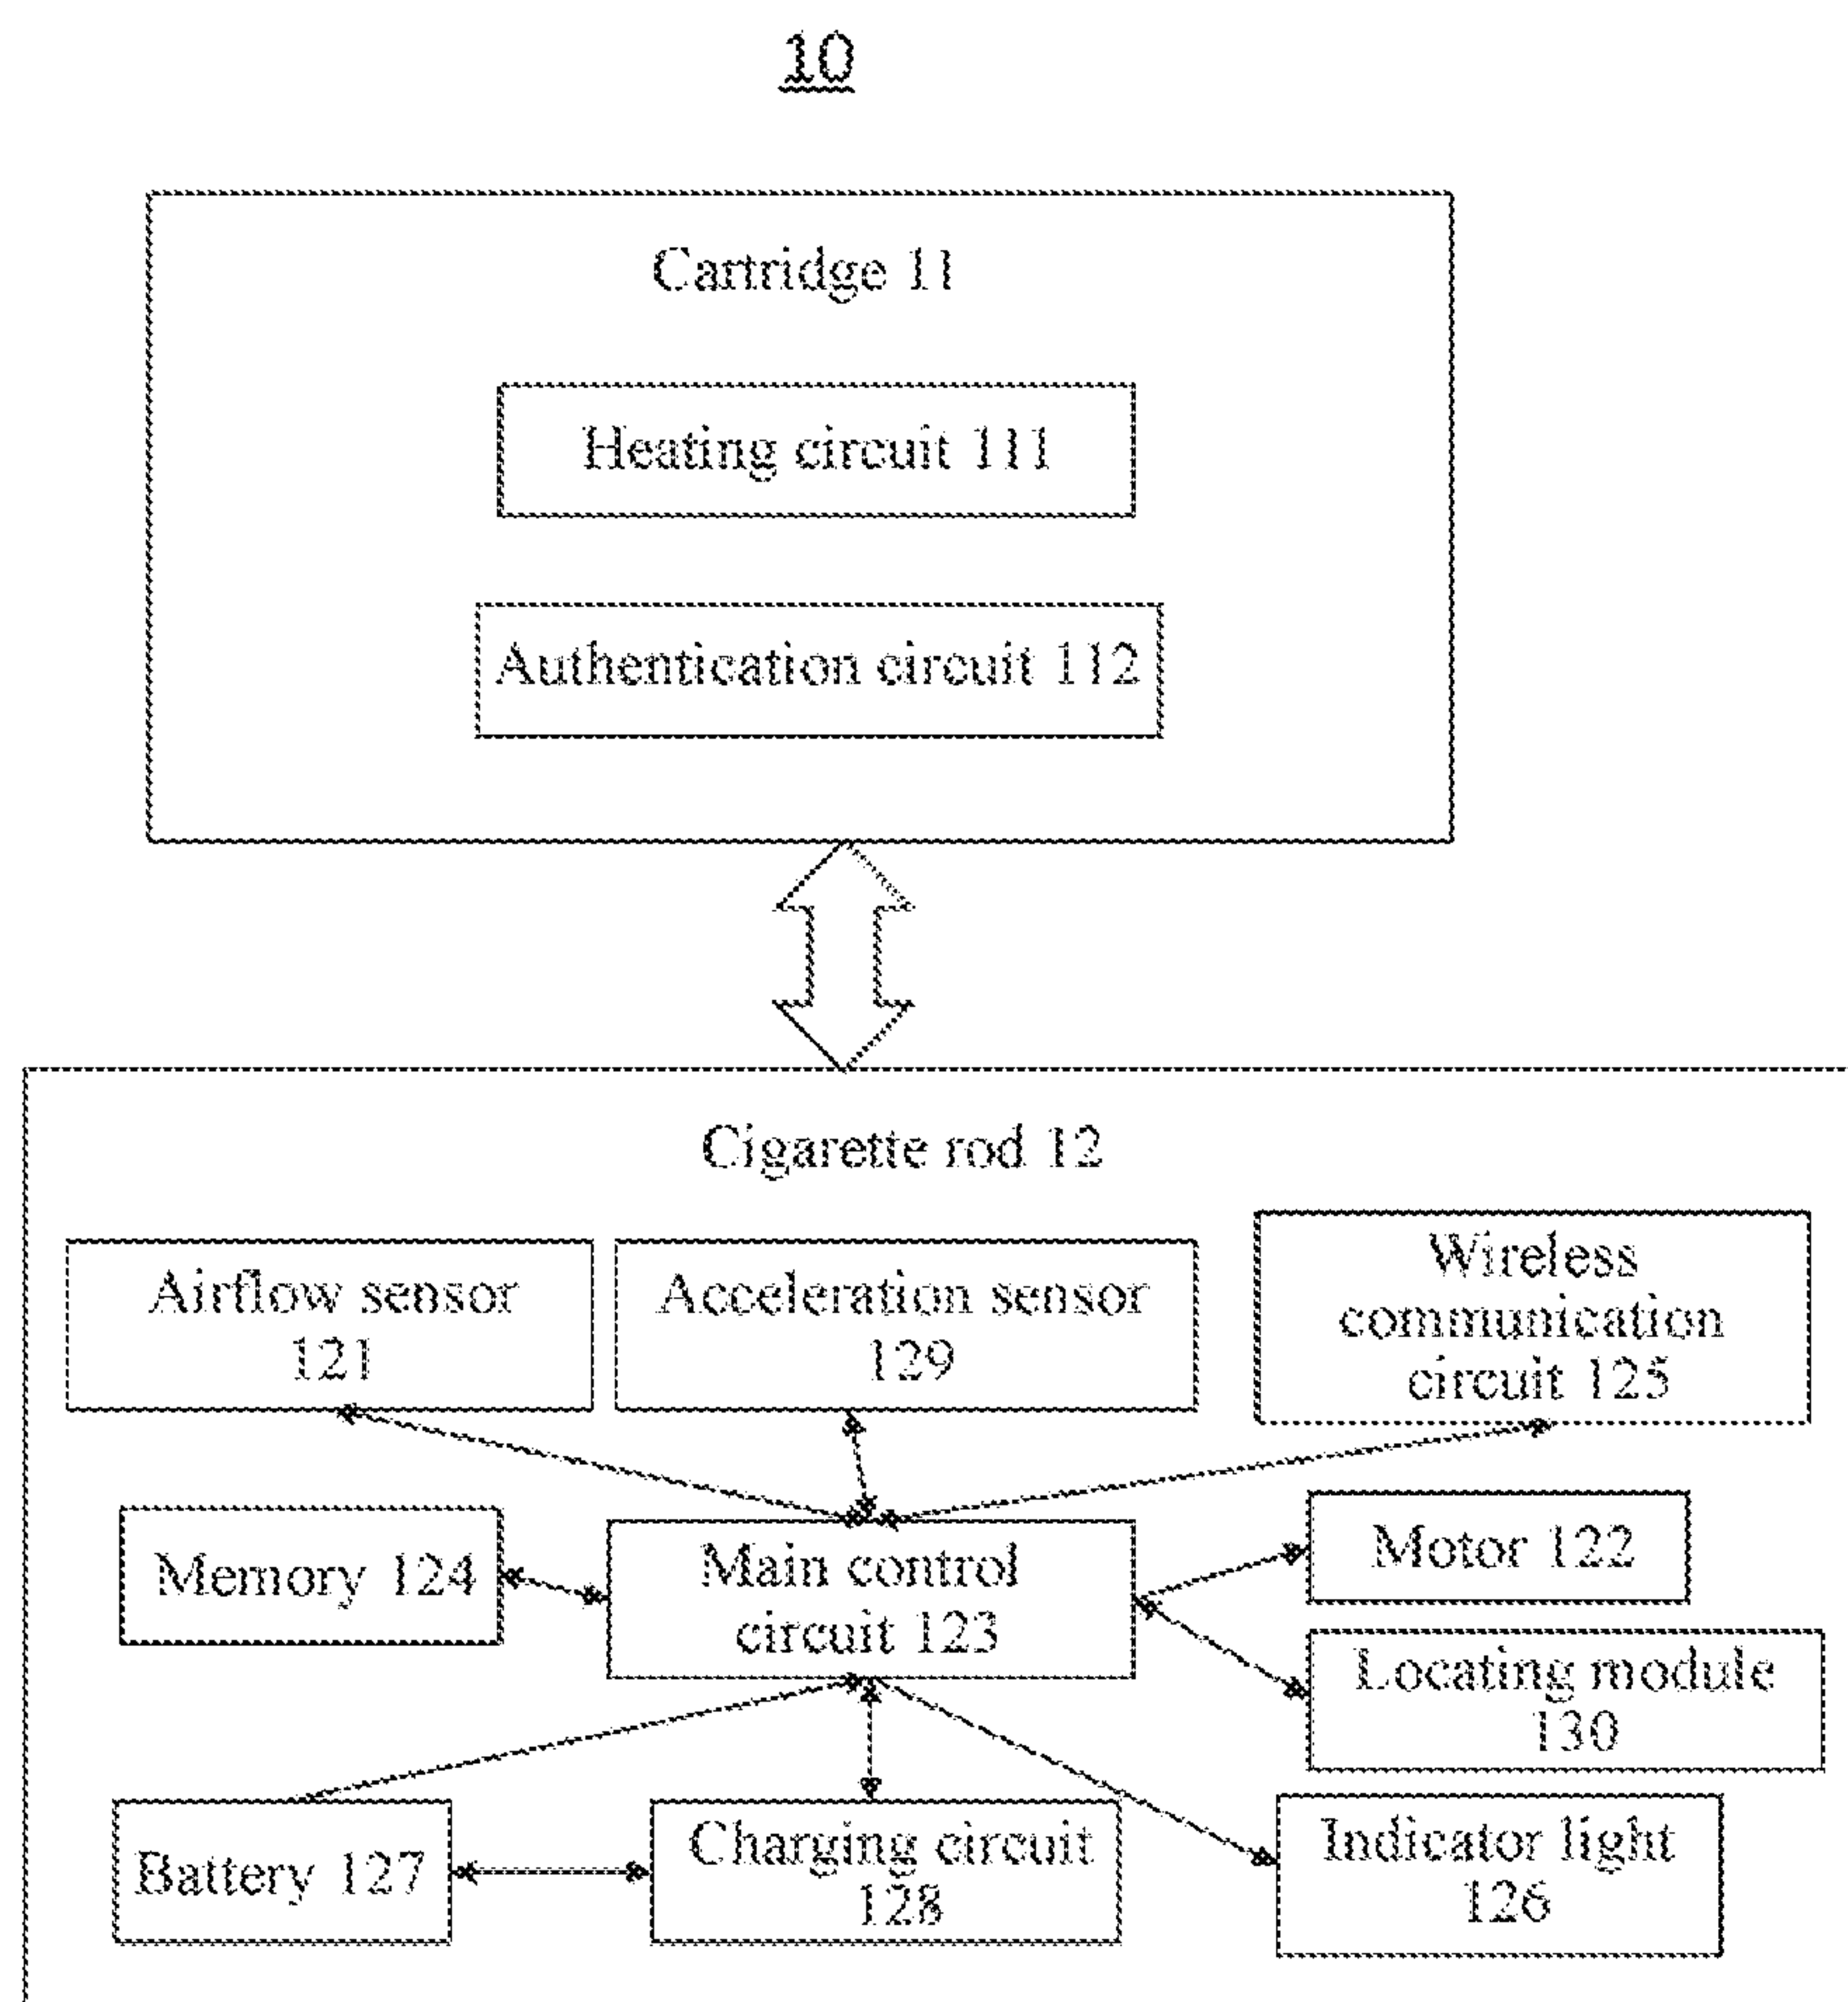 10
Cartridge 11
Heating circuit 111
Authentication circuit 112
Cigarette rod 12
Airflow sensor
121
Acceleration sensor
129
Wireless
communication
circuit 125
Memory 124
Main control
circuit 123
Motor 122
Locating module
130
Battery 127
Charging circuit
128
Indicator light
126